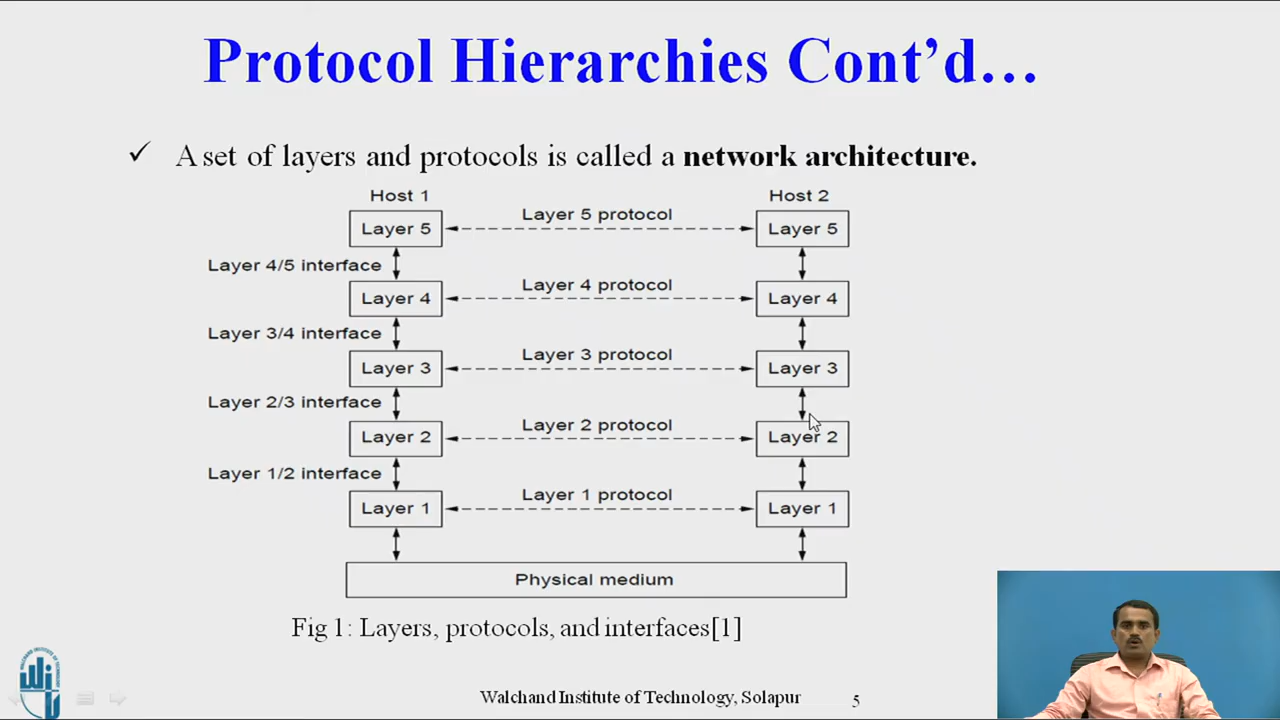 Protocol Hierarchies Cont'd…
✓ A set of layers and protocols is called a network architecture.
Host 1 Host 2
Layer 5 Layer 5 protocol Layer 5
Layer 4/5 interface
Layer 4 Layer 4 protocol Layer 4
Layer 3/4 interface
Layer 3 Layer 3 protocol Layer 3
Layer 2/3 interface
Layer 2 Layer 2 protocol Layer 2
Layer 1/2 interface
Layer 1 Layer 1 protocol Layer 1
Physical medium
Fig 1: Layers, protocols, and interfaces[1]
Walchand Institute of Technology, Solapur 5